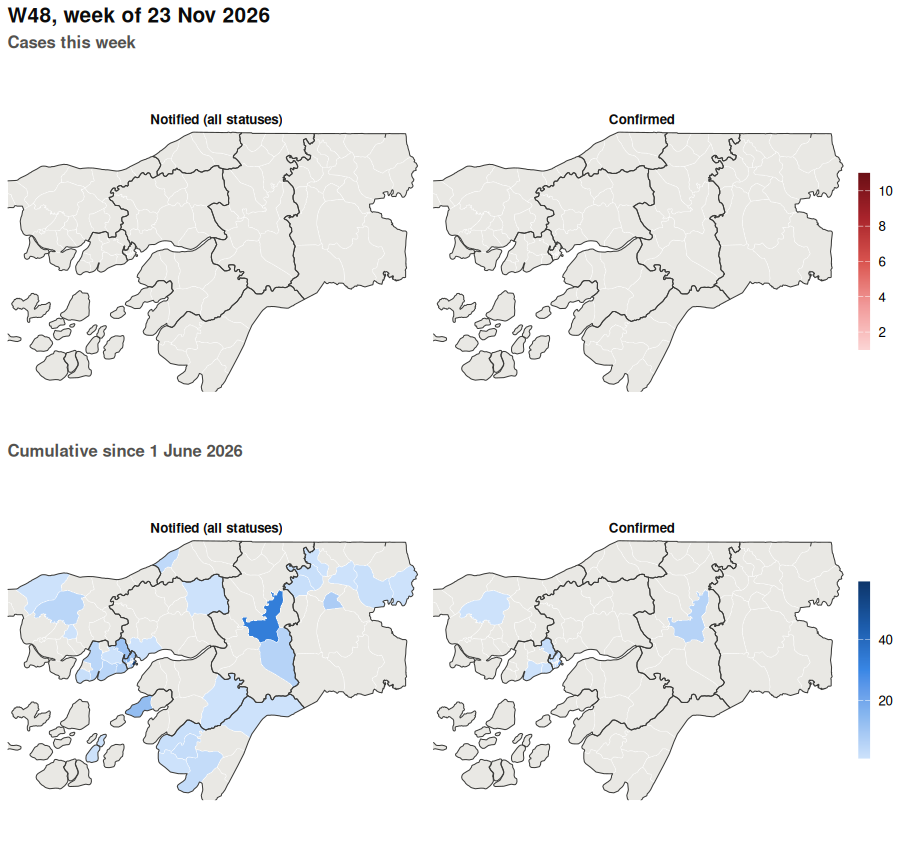 W48, week of 23 Nov 2026
Cases this week
Notified (all statuses)
Confirmed
10
8
6
4
2
Cumulative since 1 June 2026
Notified (all statuses)
Confirmed
40
20